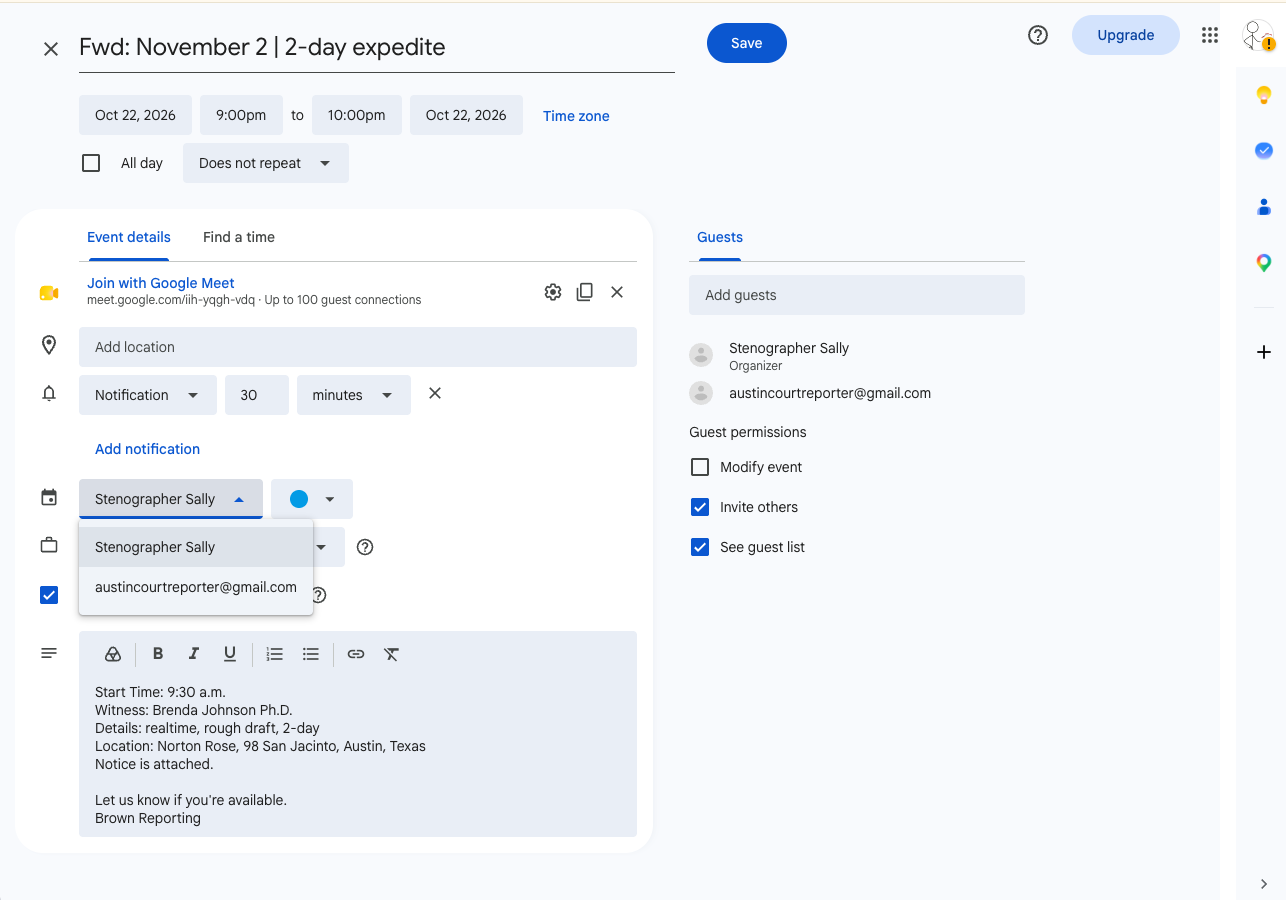 Fwd: November 2 | 2-day expedite
Save
Upgrade
Oct 22, 2026 9:00pm to 10:00pm Oct 22, 2026 Time zone
All day Does not repeat
Event details Find a time
Guests
Join with Google Meet
meet.google.com/iih-yqgh-vdq · Up to 100 guest connections
Add guests
Add location
Stenographer Sally
Organizer
Notification 30 minutes
austincourtreporter@gmail.com
Guest permissions
Add notification
Modify event
Stenographer Sally
Invite others
Stenographer Sally
See guest list
austincourtreporter@gmail.com
B I U
Start Time: 9:30 a.m.
Witness: Brenda Johnson Ph.D.
Details: realtime, rough draft, 2-day
Location: Norton Rose, 98 San Jacinto, Austin, Texas
Notice is attached.
Let us know if you're available.
Brown Reporting